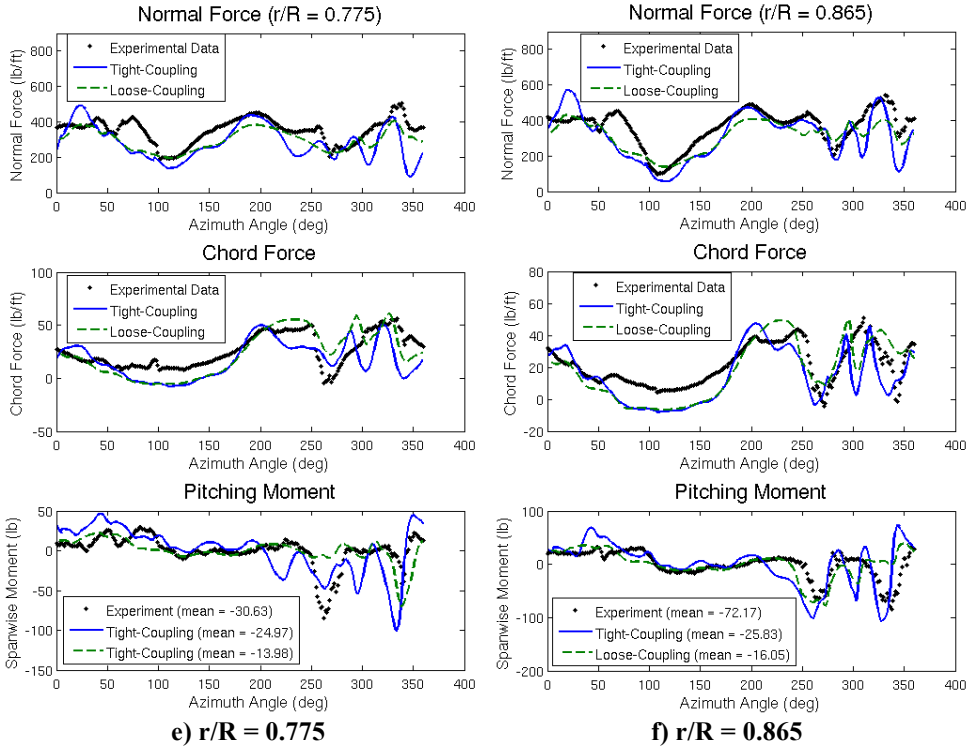 Normal Force (r/R = 0.775)
Normal Force (lb/ft)
800
600
400
200
0
Experimental Data
Tight-Coupling
Loose-Coupling
0 50 100 150 200 250 300 350 400
Azimuth Angle (deg)
Chord Force
Chord Force (lb/ft)
100
50
0
-50
Experimental Data
Tight-Coupling
Loose-Coupling
0 50 100 150 200 250 300 350 400
Azimuth Angle (deg)
Pitching Moment
Spanwise Moment (lb)
50
0
-50
-100
-150
Experiment (mean = -30.63)
Tight-Coupling (mean = -24.97)
Tight-Coupling (mean = -13.98)
0 50 100 150 200 250 300 350 400
Azimuth Angle (deg)
e) r/R = 0.775
Normal Force (r/R = 0.865)
Normal Force (lb/ft)
800
600
400
200
0
Experimental Data
Tight-Coupling
Loose-Coupling
0 50 100 150 200 250 300 350 400
Azimuth Angle (deg)
Chord Force
Chord Force (lb/ft)
80
60
40
20
0
-20
Experimental Data
Tight-Coupling
Loose-Coupling
0 50 100 150 200 250 300 350 400
Azimuth Angle (deg)
Pitching Moment
Spanwise Moment (lb)
100
0
-100
-200
Experiment (mean = -72.17)
Tight-Coupling (mean = -25.83)
Loose-Coupling (mean = -16.05)
0 50 100 150 200 250 300 350 400
Azimuth Angle (deg)
f) r/R = 0.865